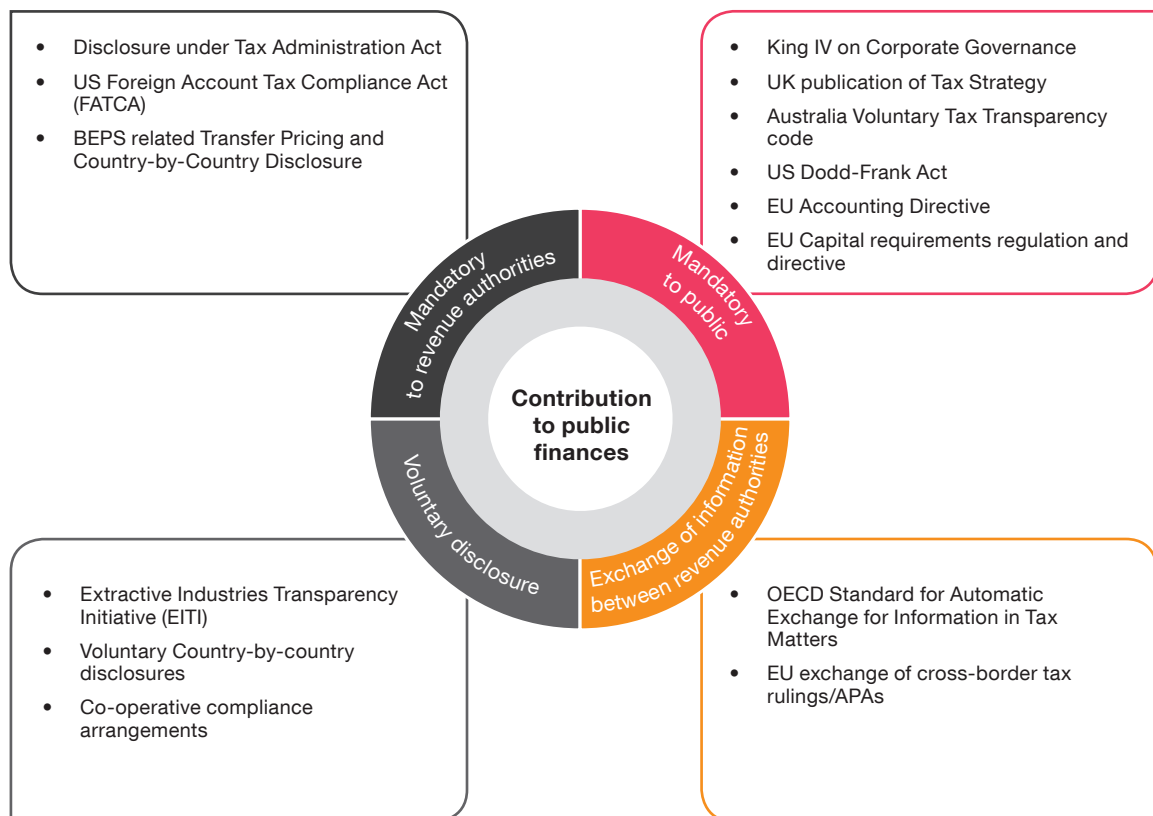 • Disclosure under Tax Administration Act
• US Foreign Account Tax Compliance Act
(FATCA)
• BEPS related Transfer Pricing and
Country-by-Country Disclosure
• King IV on Corporate Governance
• UK publication of Tax Strategy
• Australia Voluntary Tax Transparency
code
• US Dodd-Frank Act
• EU Accounting Directive
• EU Capital requirements regulation and
directive
Mandatory
to revenue authorities
Mandatory
to public
Contribution
to public
finances
Voluntary disclosure
Exchange of information
between revenue authorities
• Extractive Industries Transparency
Initiative (EITI)
• Voluntary Country-by-country
disclosures
• Co-operative compliance
arrangements
• OECD Standard for Automatic
Exchange for Information in Tax
Matters
• EU exchange of cross-border tax
rulings/APAs